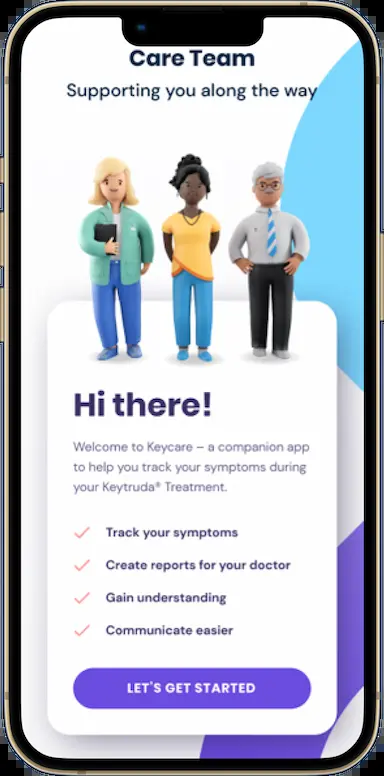 Care Team
Supporting you along the way
Hi there!
Welcome to Keycare – a companion app
to help you track your symptoms during
your Keytruda® Treatment.
Track your symptoms
Create reports for your doctor
Gain understanding
Communicate easier
LET'S GET STARTED